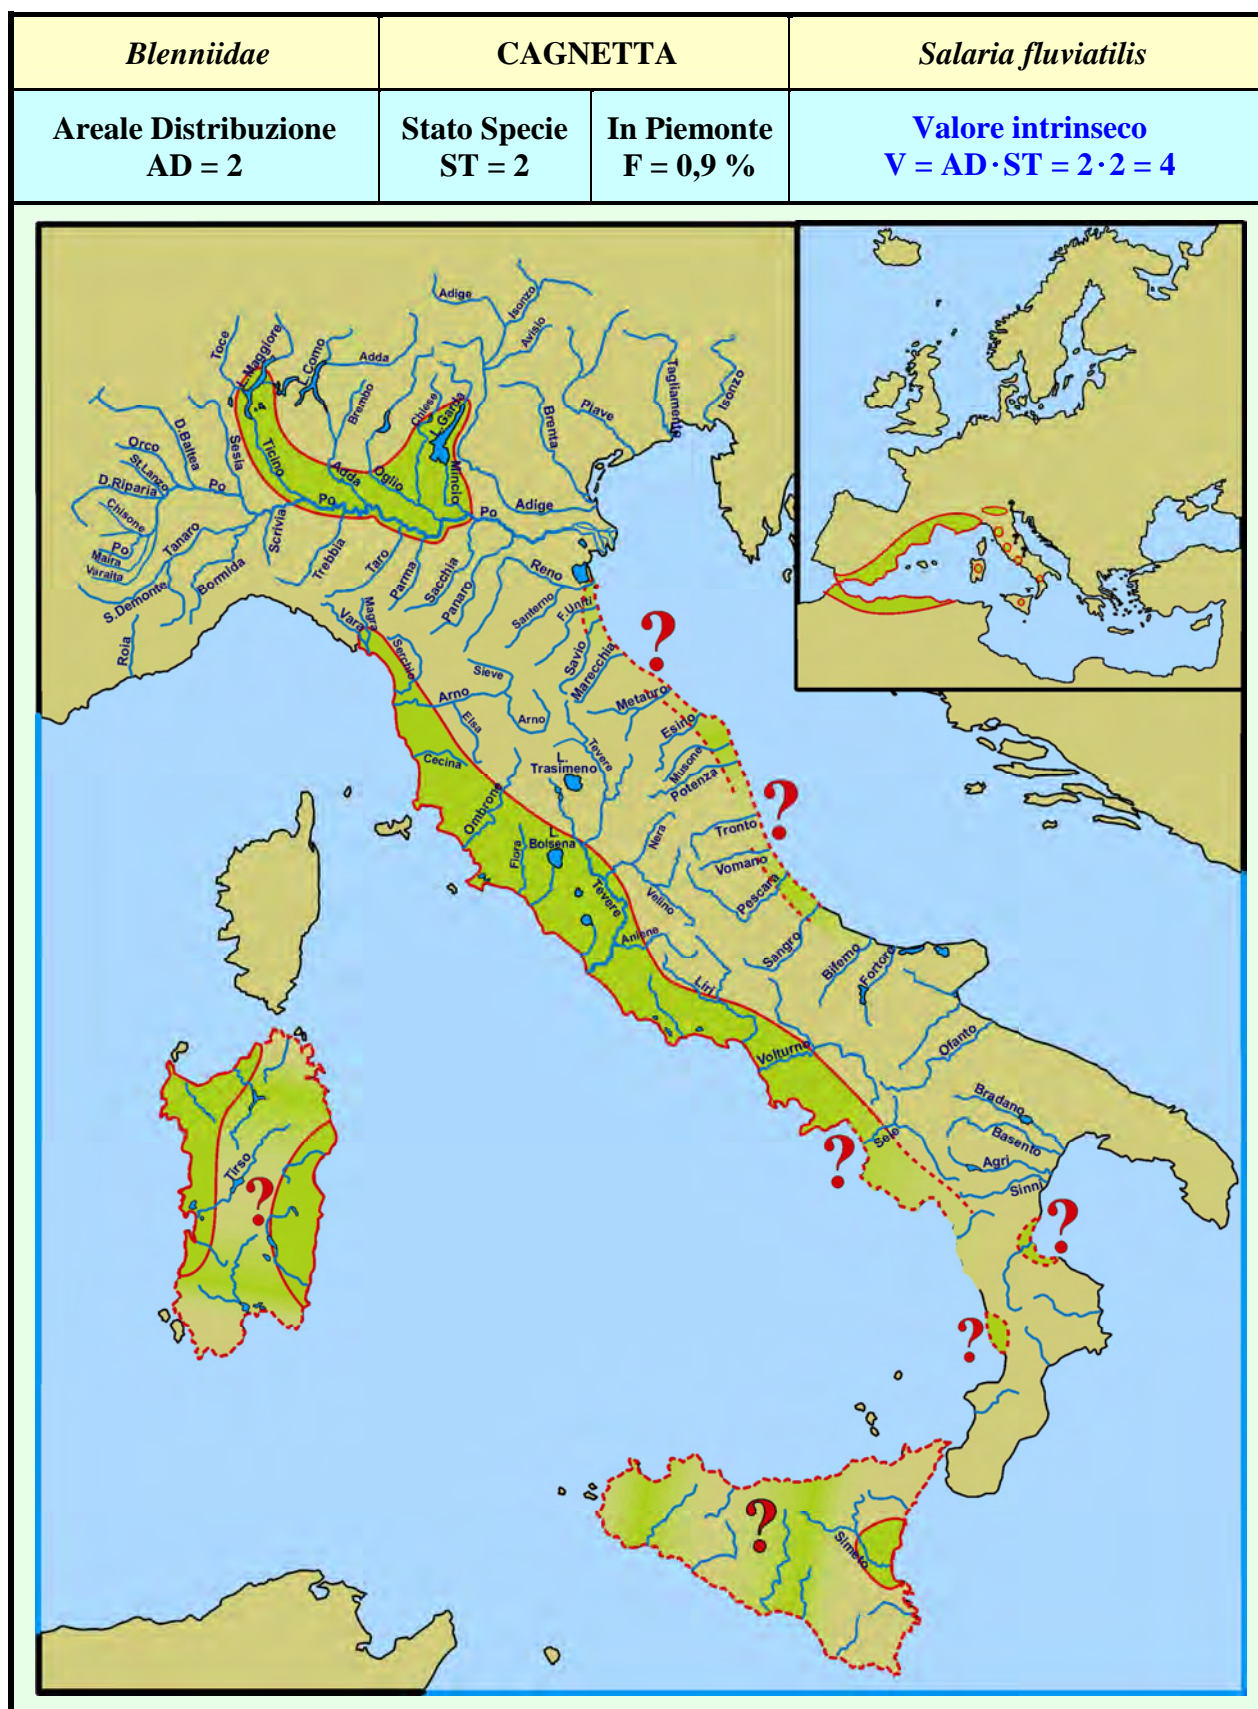 Blenniidae
CAGNETTA
Salaria fluviatilis
Areale Distribuzione
AD = 2
Stato Specie
ST = 2
In Piemonte
F = 0,9 %
Valore intrinseco
V = AD·ST = 2·2 = 4
Adige
Isonzo
Avisio
Toce
L. Maggiore
L. Como
Adda
Tagliamento
Isonzo
Brembo
Chiese
L. Garda
Brenta
Piave
D.Baltea
Orco
St.Lanzo
D.Riparia
Po
Sesia
Ticino
Adda
Oglio
Mincio
Adige
Po
Po
Chisone
Po
Maira
Varaita
Tanaro
Scrivia
Trebbia
Taro
Parma
Sacchia
Panaro
Reno
Santerno
F.Uniti
S.Demonte
Bormida
Roia
Vara
Magra
Serchio
Sieve
Savio
Marecchia
?
Arno
Elsa
Arno
Metauro
Esino
Cecina
L.
Trasimeno
Tevere
Musone
Potenza
?
Ombrone
Fiora
L.
Bolsena
Nera
Tronto
Vomano
Pescara
Tevere
Velino
Aniene
Sangro
Biferno
Fortore
Liri
Volturno
Ofanto
Bradano
Basento
Agri
Sinni
Sele
?
Tirso
?
?
?
?
Simeto